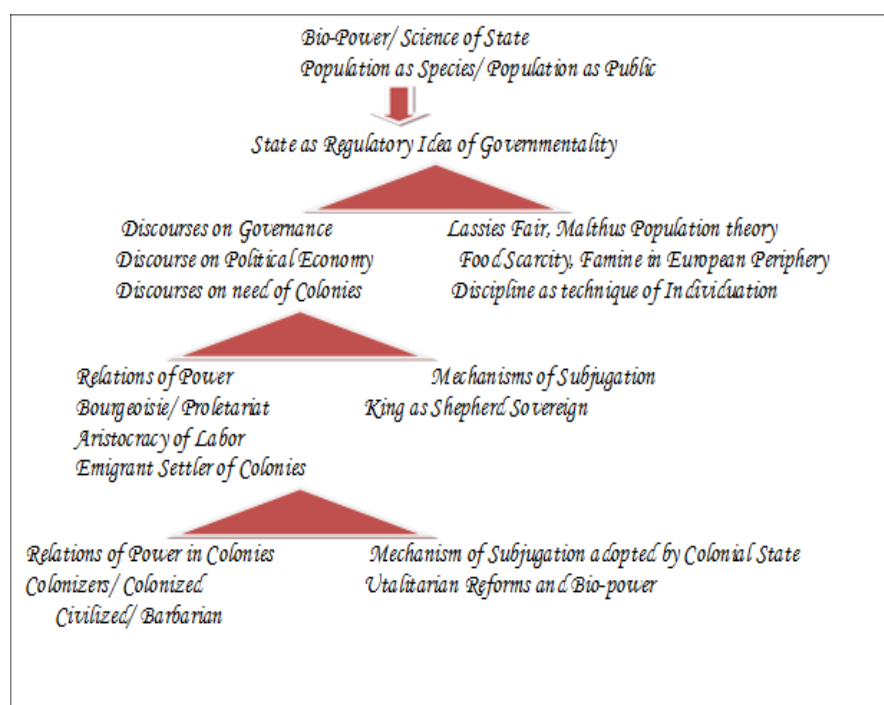 Bio-Power/ Science of State
Population as Species/ Population as Public
State as Regulatory Idea of Governmentality
Discourses on Governance
Discourse on Political Economy
Discourses on need of Colonies
Lassies Fair, Malthus Population theory
Food Scarcity, Famine in European Periphery
Discipline as technique of Individuation
Relations of Power
Bourgeoisie/ Proletariat
Aristocracy of Labor
Emigrant Settler of Colonies
Mechanisms of Subjugation
King as Shepherd Sovereign
Relations of Power in Colonies
Colonizers/ Colonized
Civilized/ Barbarian
Mechanism of Subjugation adopted by Colonial State
Utalitarian Reforms and Bio-power